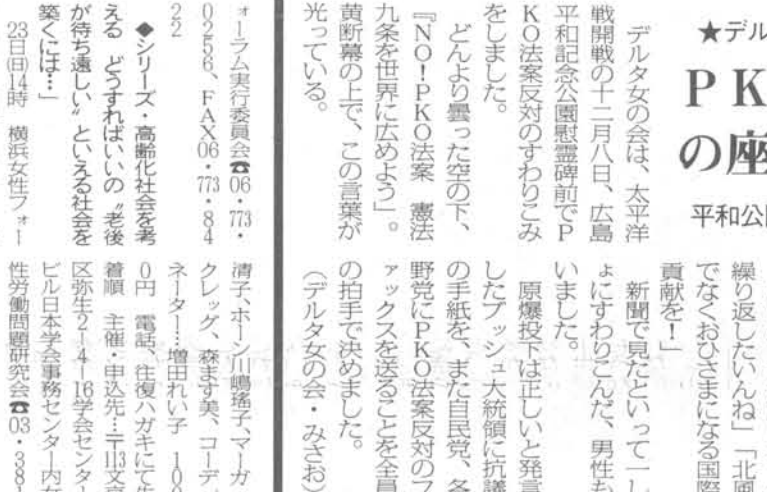 ★デル
PK
の座
平和公
デルタ女の会は、太平洋
戦開戦の十二月八日、広島
平和記念公園慰霊碑前でP
KO法案反対のすわりこみ
をしました。
どんより曇った空の下、
『NO!PKO法案 憲法
九条を世界に広めよう」。
黄断幕の上で、この言葉が
光っている。
繰り返したいんね」「北風
でなくおひさまになる国際
貢献を!」
新聞で見たといって一し
ょにすわりこんだ、男性も
いました。
原爆投下は正しいと発言
したブッシュ大統領に抗議
の手紙を、また自民党、各
野党にPKO法案反対のフ
ァックスを送ることを全員
の拍手で決めました。
(デルタ女の会・みさお)
ォーラム実行委員会☎06・773・
0256、FAX06・773・84
22
◆シリーズ・高齢化社会を考
える どうすればいいの〝老後
が待ち遠しい〟といえる社会を
築くには…」
23日㈰14時 横浜女性フォー
清子、ホーン川嶋瑤子、マーガ
クレッグ、森ます美、コーディ
ネーター…増田れい子 100
0円 電話、往復ハガキにて先
着順 主催・申込先…〒113文京
区弥生2-4-16学会センター
ビル日本学会事務センター内女
性労働問題研究会☎03・381